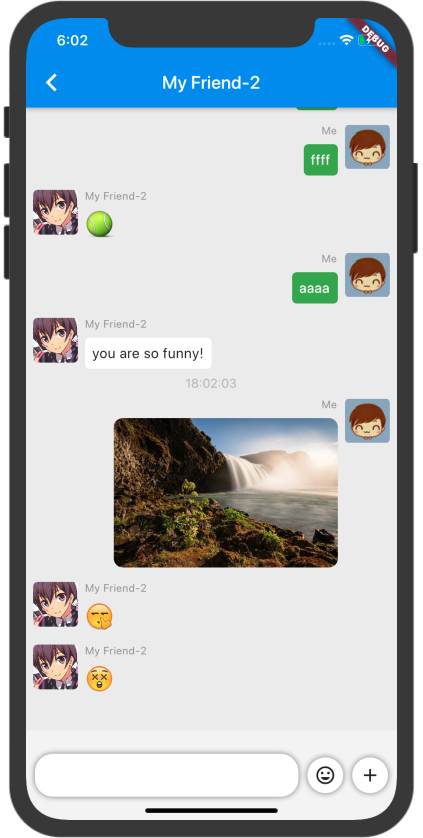 6:02
DEBUG
My Friend-2
Me
ffff
My Friend-2
Me
aaaa
My Friend-2
you are so funny!
18:02:03
Me
My Friend-2
My Friend-2